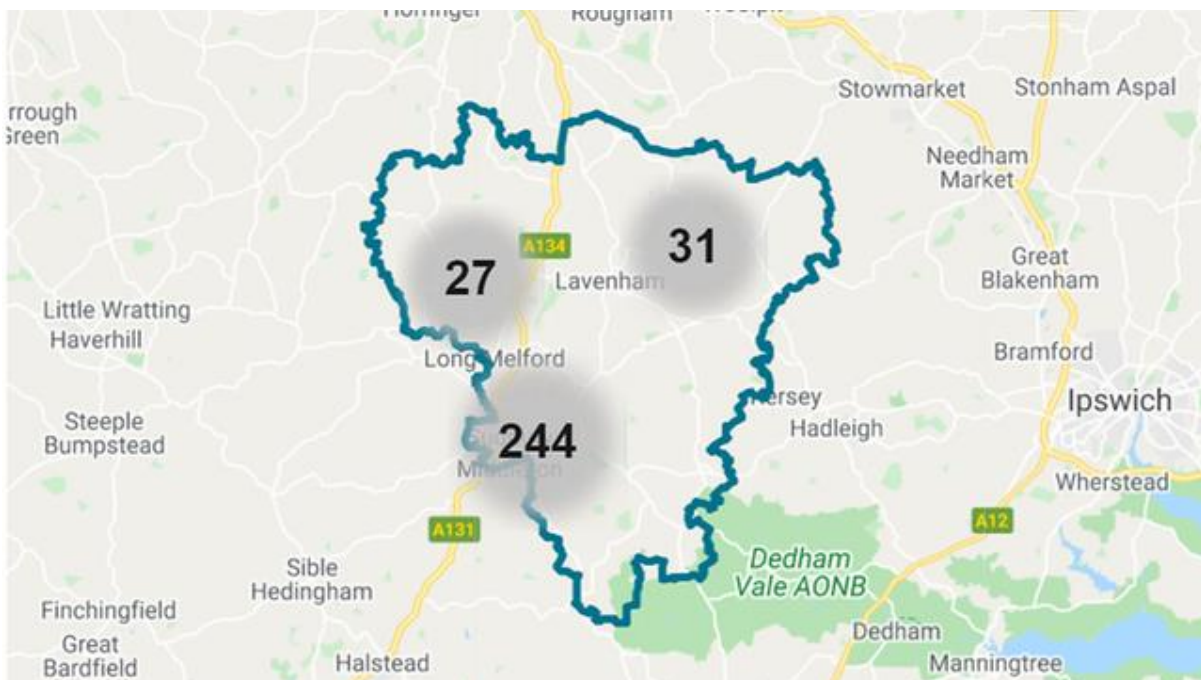 Rougham
Stowmarket
Stonham Aspal
rrough
Green
Needham
Market
A134
31
27
Great
Blakenham
Lavenham
Little Wratting
Haverhill
Long Melford
Bramford
Ipswich
Steeple
Bumpstead
Kersey
Hadleigh
244
Wherstead
A131
A12
Sible
Hedingham
Dedham
Vale AONB
Finchingfield
Great
Bardfield
Dedham
Halstead
Manningtree